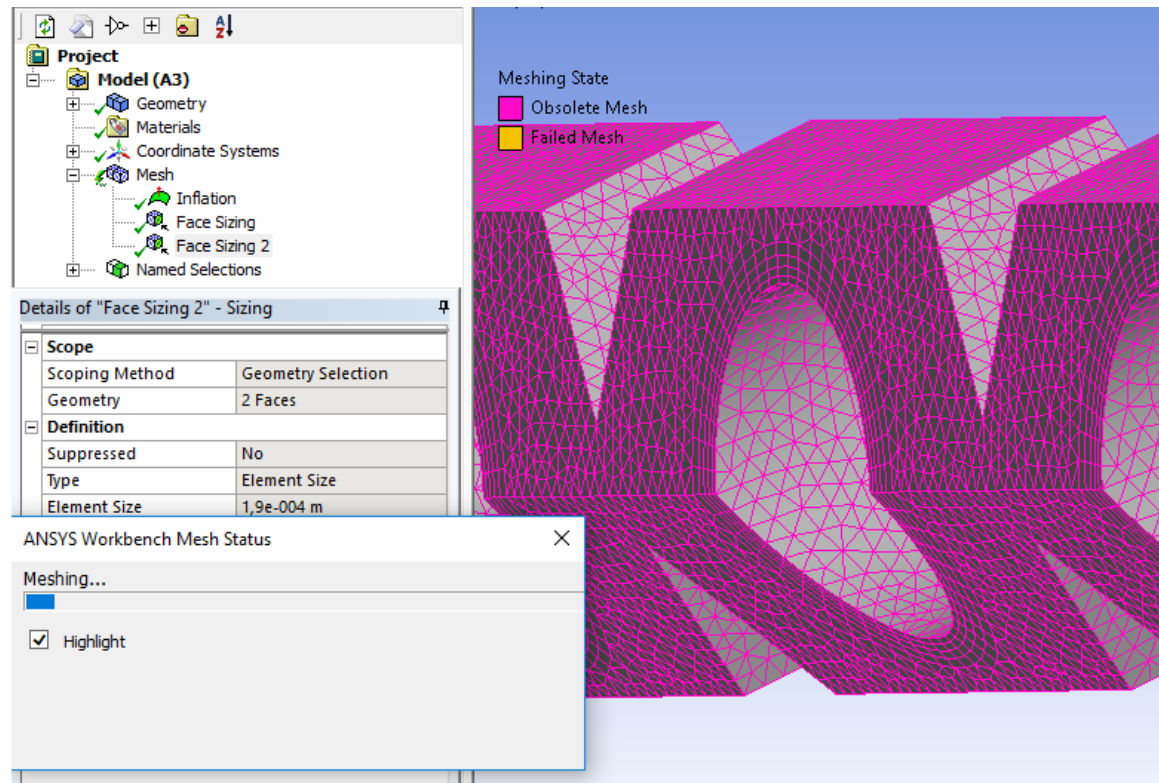 Project
Model (A3)
Geometry
Materials
Coordinate Systems
Mesh
Inflation
Face Sizing
Face Sizing 2
Named Selections
Details of "Face Sizing 2" - Sizing
Scope
Scoping Method Geometry Selection
Geometry 2 Faces
Definition
Suppressed No
Type Element Size
Element Size 1,9e-004 m
ANSYS Workbench Mesh Status
Meshing...
Highlight
Meshing State
Obsolete Mesh
Failed Mesh